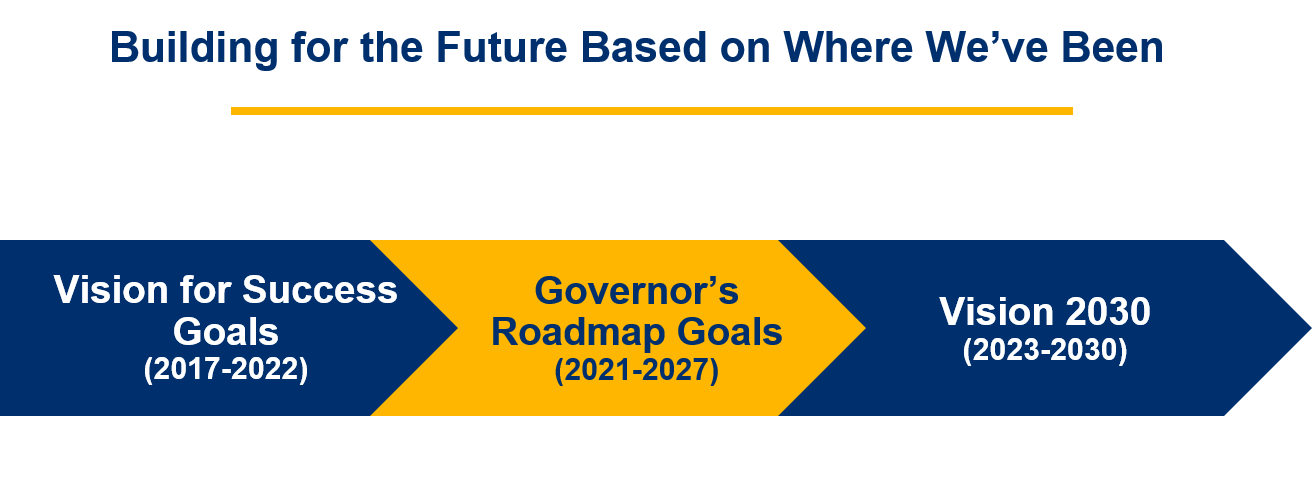 Building for the Future Based on Where We’ve Been
Vision for Success
Goals
(2017-2022)
Governor’s
Roadmap Goals
(2021-2027)
Vision 2030
(2023-2030)